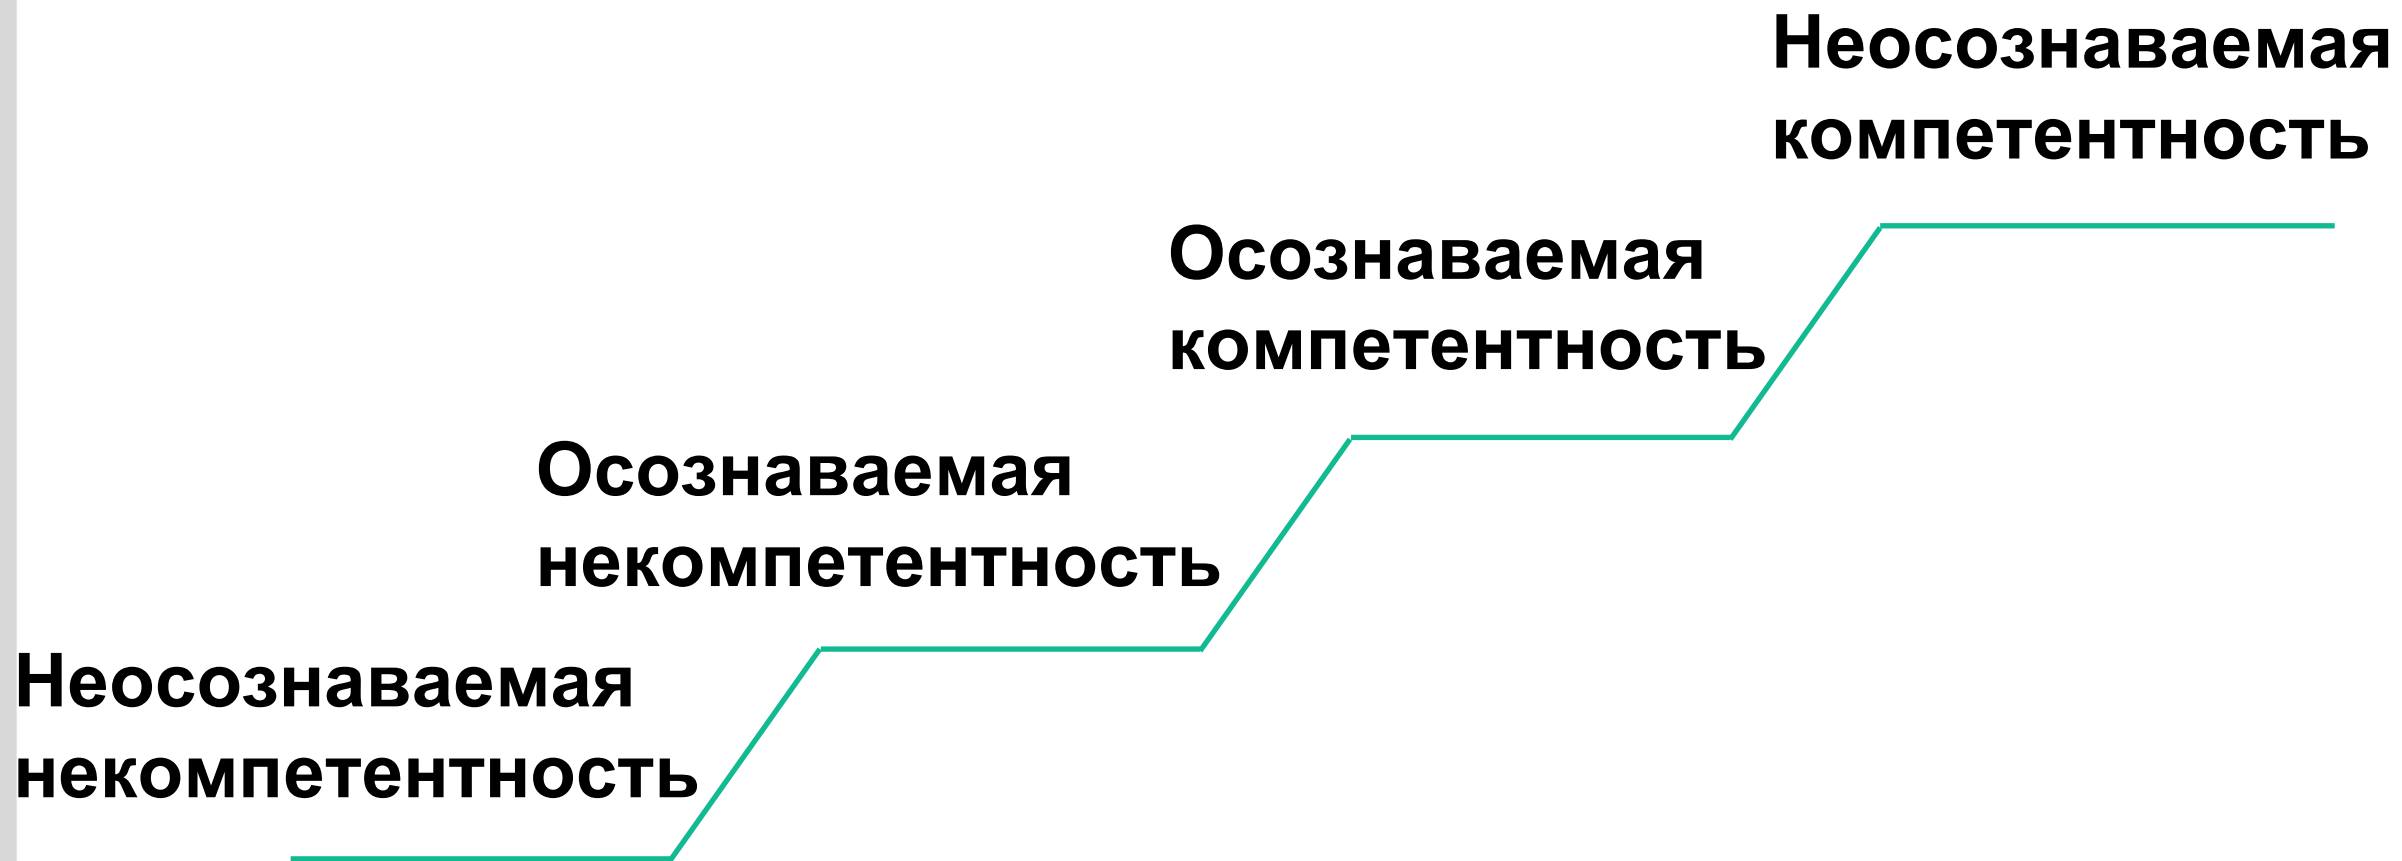 Неосознаваемая
компетентность
Осознаваемая
компетентность
Осознаваемая
некомпетентность
Неосознаваемая
некомпетентность